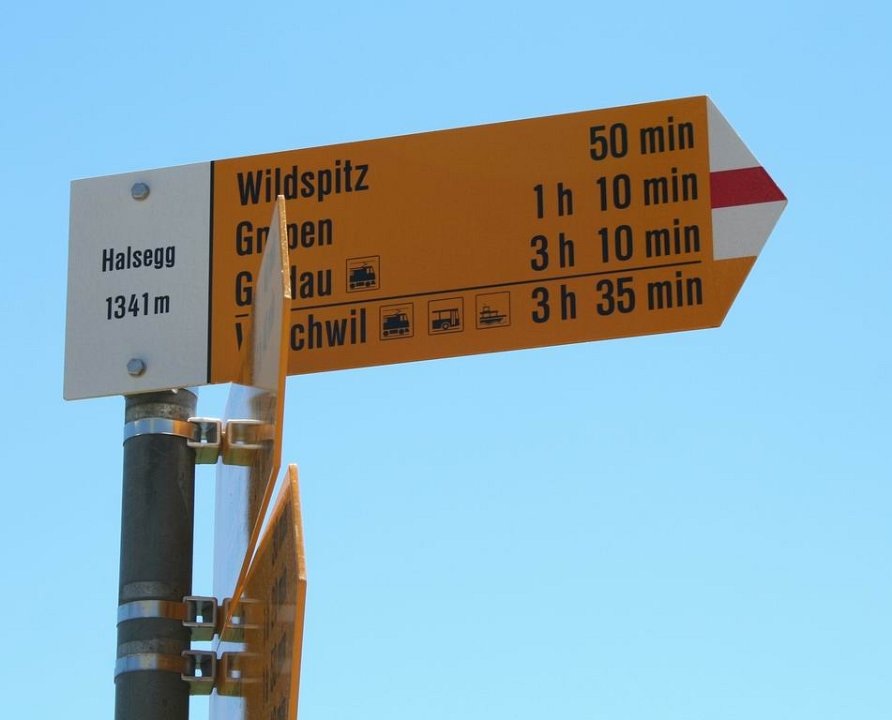 Halsegg
1341 m
Wildspitz 50 min
1 h 10 min
3 h 10 min
3 h 35 min